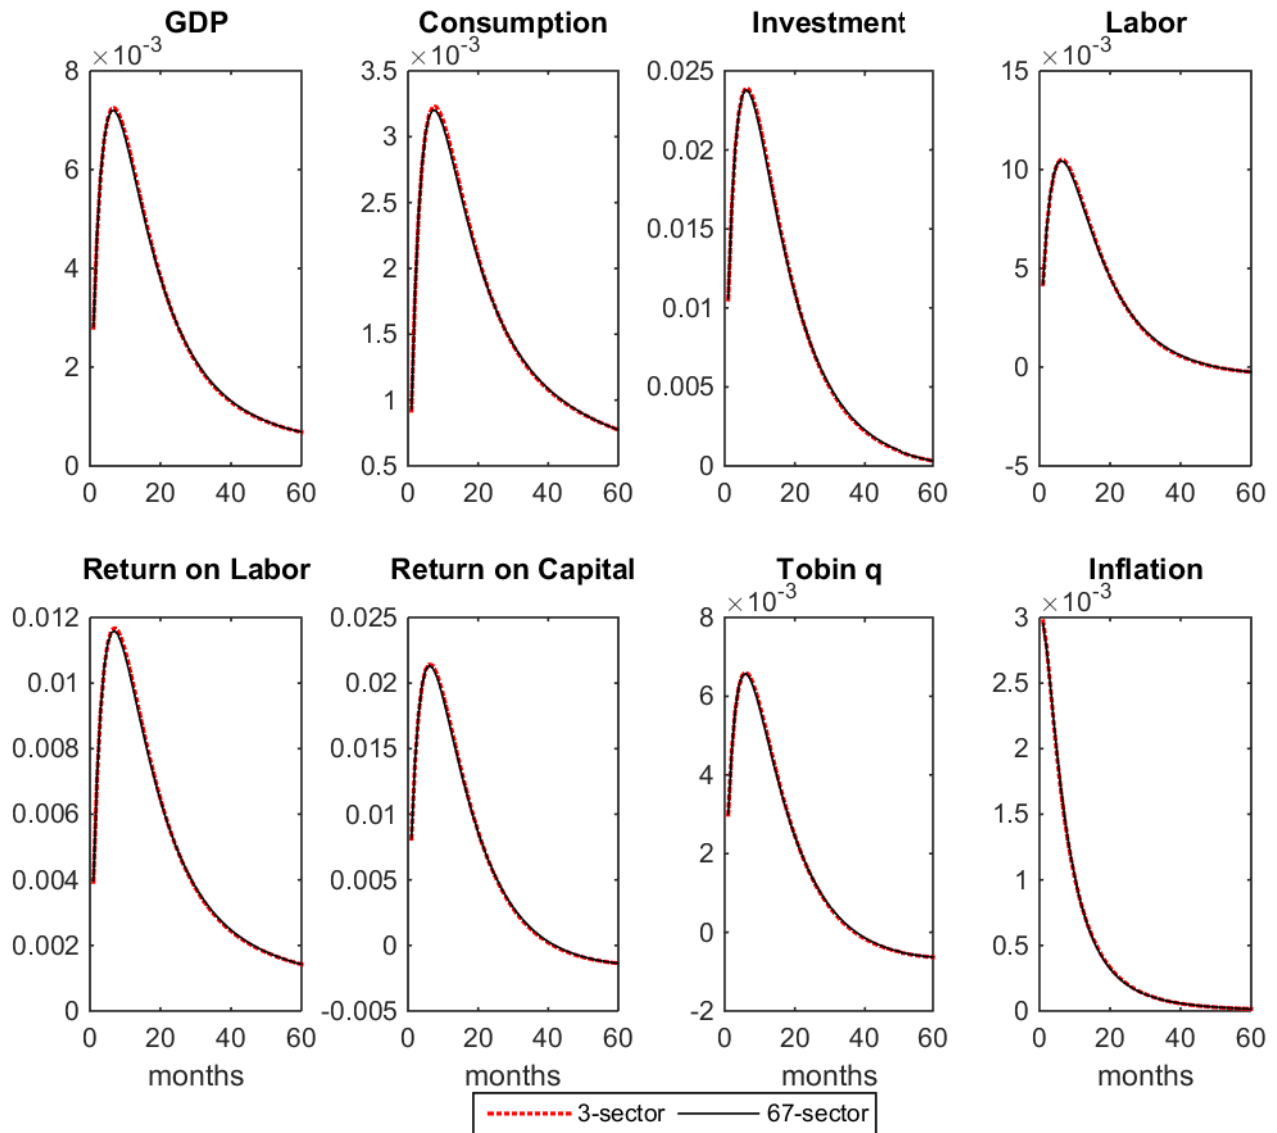 GDP
Consumption
Investment
Labor
×10⁻³
×10⁻³
×10⁻³
8
6
4
2
0
0 20 40 60
3.5
3
2.5
2
1.5
1
0.5
0 20 40 60
0.025
0.02
0.015
0.01
0.005
0
0 20 40 60
15
10
5
0
-5
0 20 40 60
Return on Labor
Return on Capital
Tobin q
Inflation
×10⁻³
×10⁻³
0.012
0.01
0.008
0.006
0.004
0.002
0
0 20 40 60
months
0.025
0.02
0.015
0.01
0.005
0
-0.005
0 20 40 60
months
8
6
4
2
0
-2
0 20 40 60
months
3
2.5
2
1.5
1
0.5
0
0 20 40 60
months
3-sector 67-sector